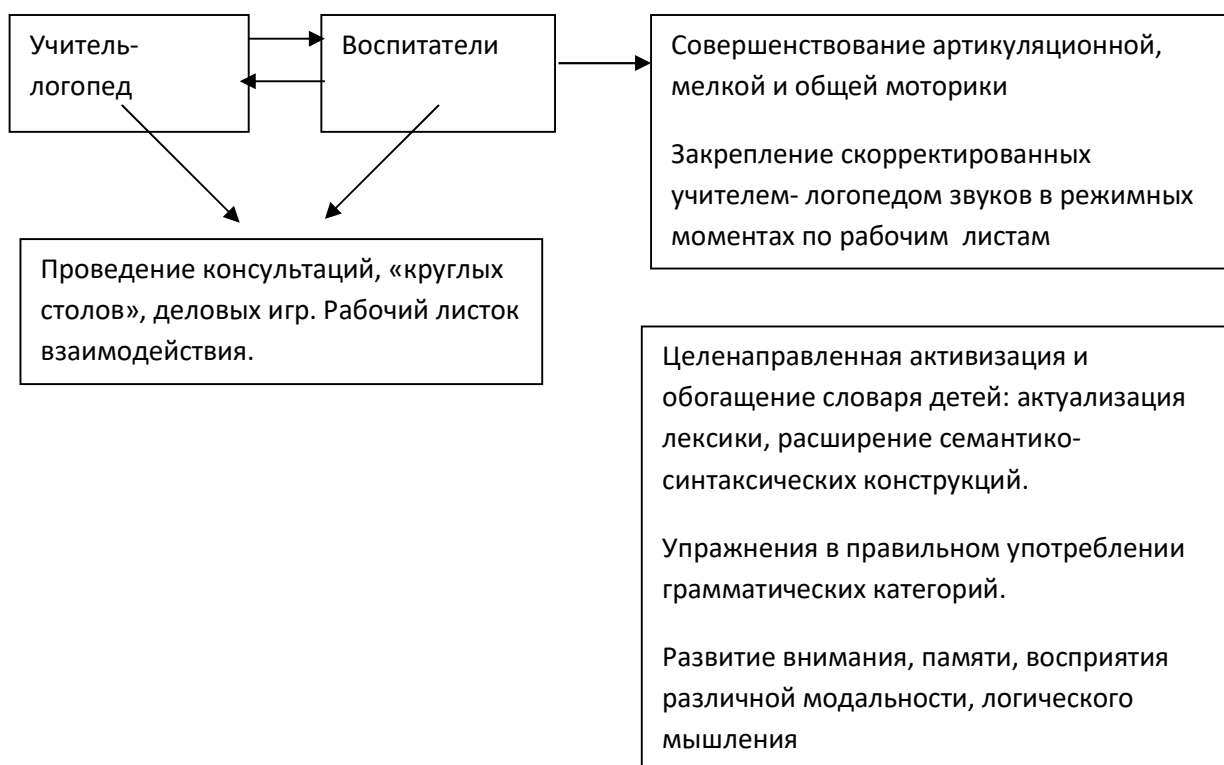 Учитель-
логопед
Воспитатели
Совершенствование артикуляционной,
мелкой и общей моторики
Закрепление скорректированных
учителем- логопедом звуков в режимных
моментах по рабочим листам
Проведение консультаций, «круглых
столов», деловых игр. Рабочий листок
взаимодействия.
Целенаправленная активизация и
обогащение словаря детей: актуализация
лексики, расширение семантико-
синтаксических конструкций.
Упражнения в правильном употреблении
грамматических категорий.
Развитие внимания, памяти, восприятия
различной модальности, логического
мышления